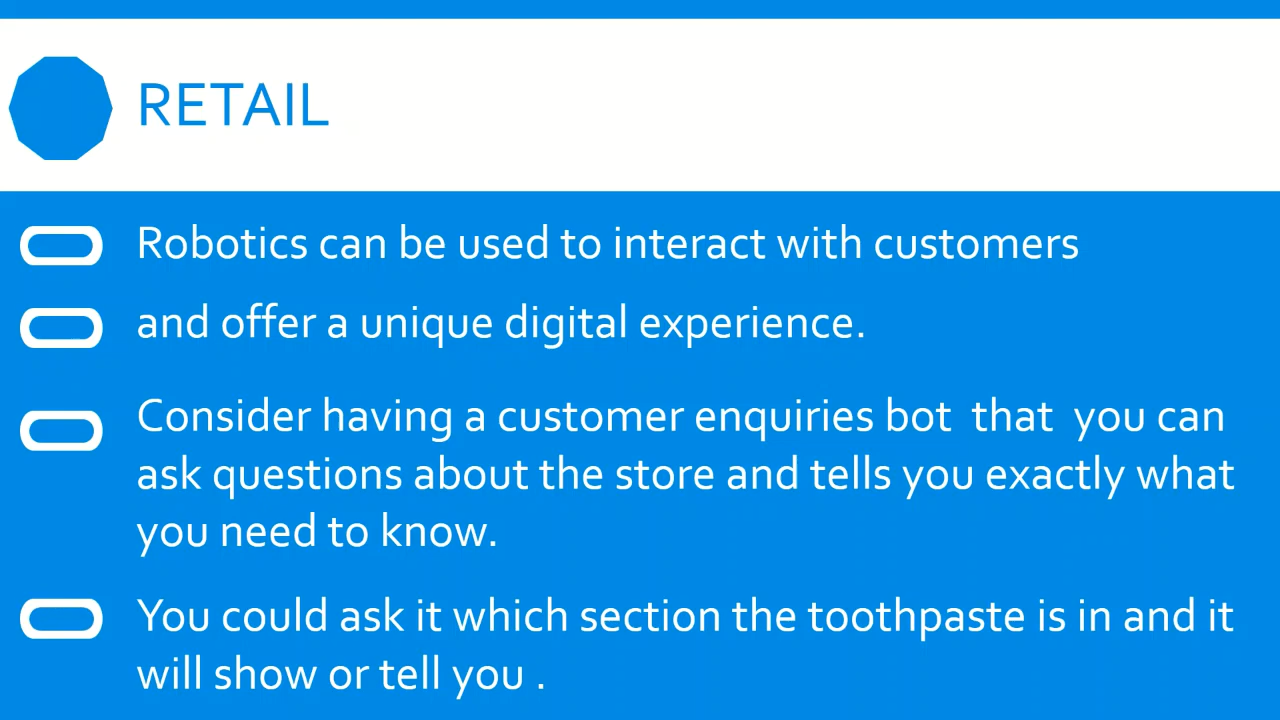 RETAIL
Robotics can be used to interact with customers
and offer a unique digital experience.
Consider having a customer enquiries bot  that  you can
ask questions about the store and tells you exactly what
you need to know.
You could ask it which section the toothpaste is in and it
will show or tell you .